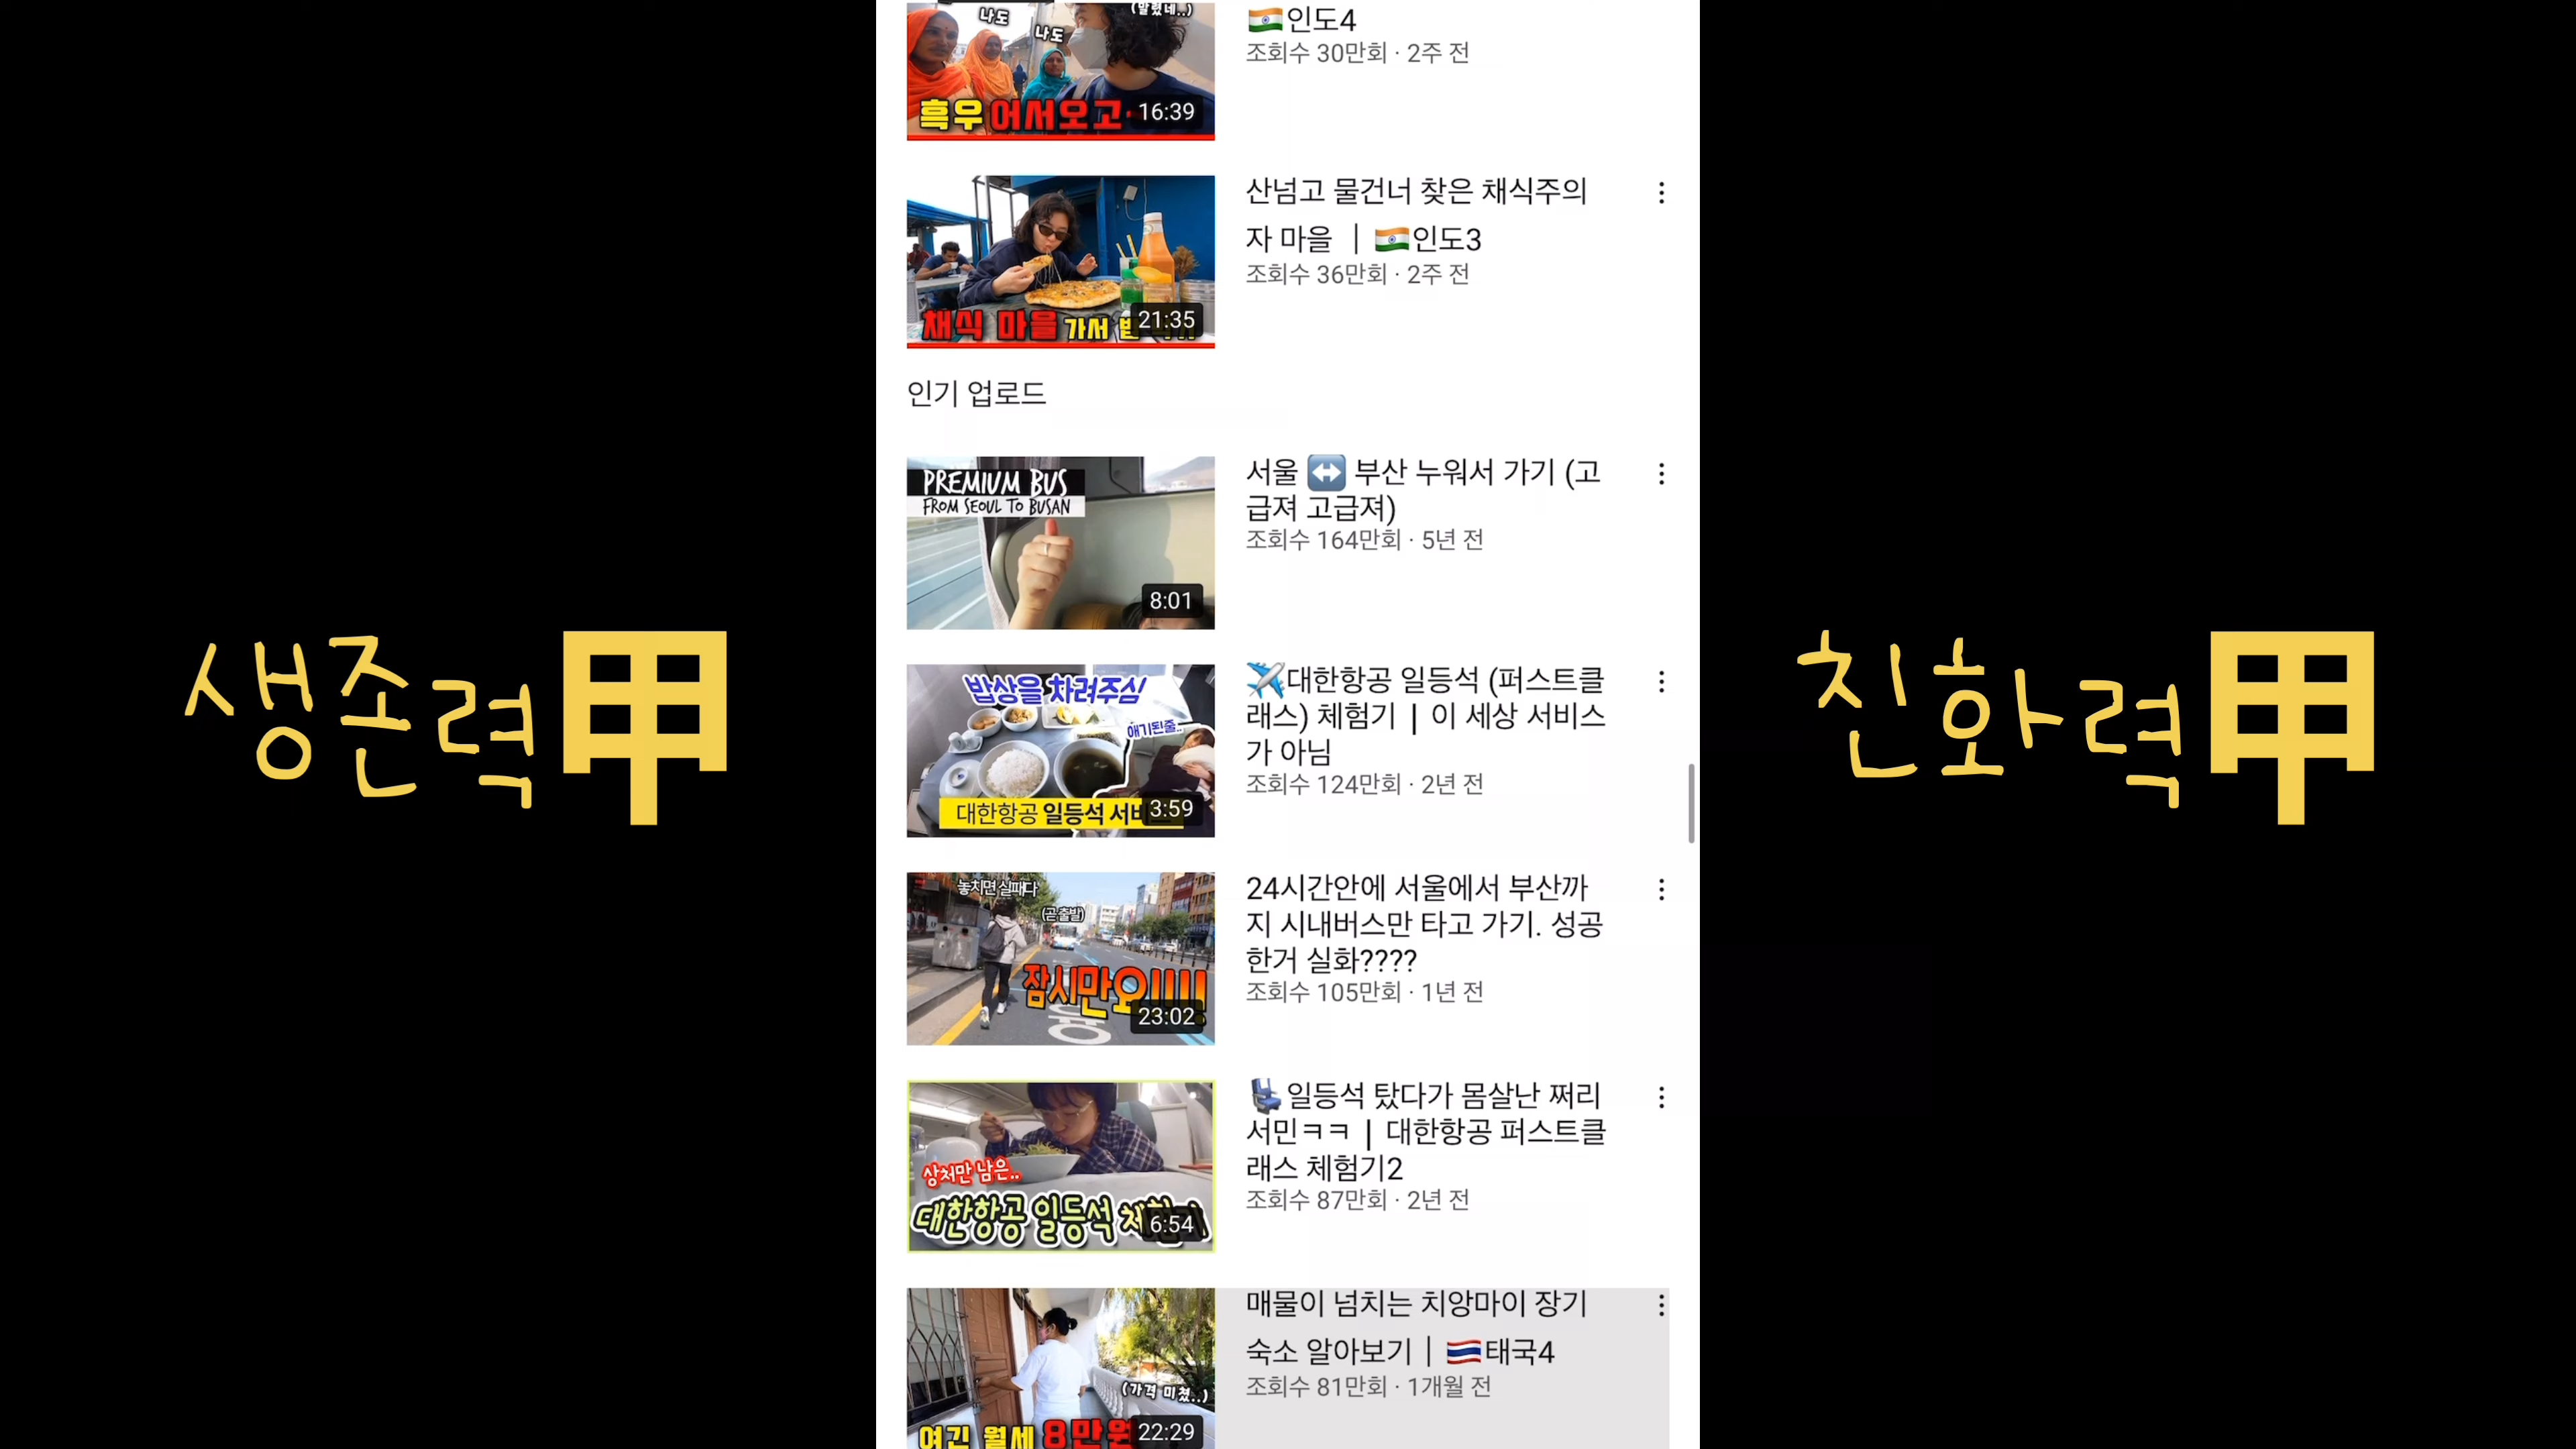 나도
나도
(말렸네..)
흑우 어서오고
16:39
🇮🇳인도4
조회수 30만회 · 2주 전
채식 마을 가서
21:35
산넘고 물건너 찾은 채식주의
자 마을 | 🇮🇳인도3
조회수 36만회 · 2주 전
인기 업로드
PREMIUM BUS
FROM SEOUL TO BUSAN
8:01
서울 ↔️ 부산 누워서 가기 (고
급져 고급져)
조회수 164만회 · 5년 전
생존력甲
친화력甲
밥상을 차려주심
애기된줄..
대한항공 일등석 서비스
3:59
✈️대한항공 일등석 (퍼스트클
래스) 체험기 | 이 세상 서비스
가 아님
조회수 124만회 · 2년 전
놓치면 실패다
(곧 출발)
잠시만요!!!!
23:02
24시간안에 서울에서 부산까
지 시내버스만 타고 가기. 성공
한거 실화????
조회수 105만회 · 1년 전
상처만 남은..
대한항공 일등석 체험기
6:54
💺일등석 탔다가 몸살난 쩌리
서민ㅋㅋ | 대한항공 퍼스트클
래스 체험기2
조회수 87만회 · 2년 전
(가격 미쳤..)
여긴 월세 8만원
22:29
매물이 넘치는 치앙마이 장기
숙소 알아보기 | 🇹🇭태국4
조회수 81만회 · 1개월 전